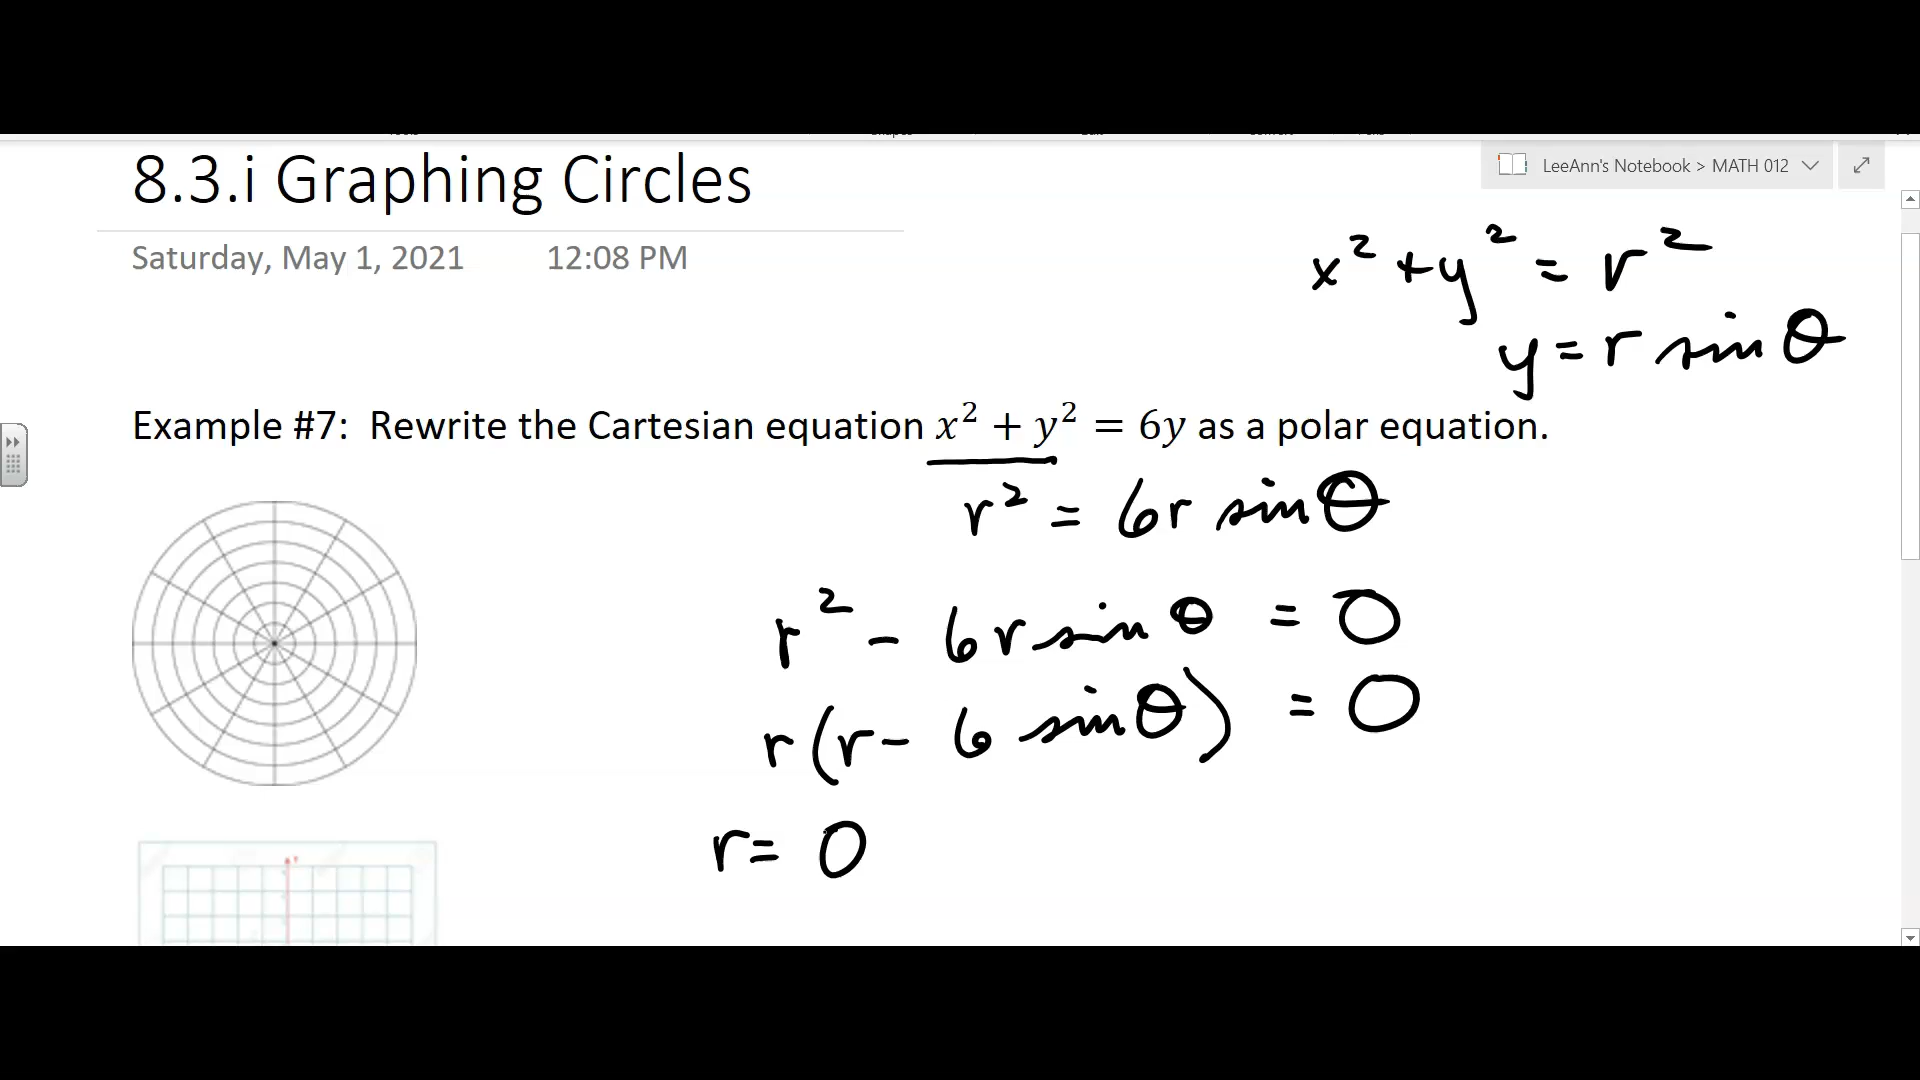 8.3.i Graphing Circles
LeeAnn's Notebook > MATH 012
Saturday, May 1, 2021 12:08 PM
x² + y² = r²
y = r sin θ
Example #7: Rewrite the Cartesian equation x² + y² = 6y as a polar equation.
r² = 6r sin θ
r² - 6r sin θ = 0
r(r - 6 sin θ) = 0
r = 0